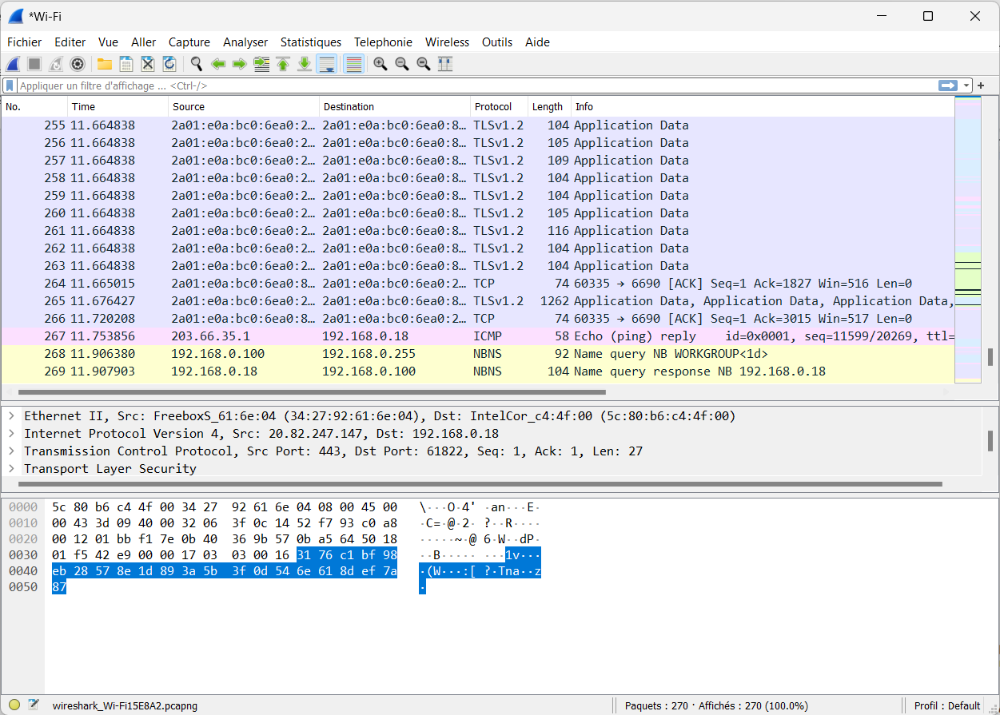 *Wi-Fi
Fichier Editer Vue Aller Capture Analyser Statistiques Telephonie Wireless Outils Aide
Appliquer un filtre d'affichage ... <Ctrl-/>
No. Time Source Destination Protocol Length Info
255 11.664838 2a01:e0a:bc0:6ea0:2… 2a01:e0a:bc0:6ea0:8… TLSv1.2 104 Application Data
256 11.664838 2a01:e0a:bc0:6ea0:2… 2a01:e0a:bc0:6ea0:8… TLSv1.2 105 Application Data
257 11.664838 2a01:e0a:bc0:6ea0:2… 2a01:e0a:bc0:6ea0:8… TLSv1.2 109 Application Data
258 11.664838 2a01:e0a:bc0:6ea0:2… 2a01:e0a:bc0:6ea0:8… TLSv1.2 104 Application Data
259 11.664838 2a01:e0a:bc0:6ea0:2… 2a01:e0a:bc0:6ea0:8… TLSv1.2 104 Application Data
260 11.664838 2a01:e0a:bc0:6ea0:2… 2a01:e0a:bc0:6ea0:8… TLSv1.2 105 Application Data
261 11.664838 2a01:e0a:bc0:6ea0:2… 2a01:e0a:bc0:6ea0:8… TLSv1.2 116 Application Data
262 11.664838 2a01:e0a:bc0:6ea0:2… 2a01:e0a:bc0:6ea0:8… TLSv1.2 104 Application Data
263 11.664838 2a01:e0a:bc0:6ea0:2… 2a01:e0a:bc0:6ea0:8… TLSv1.2 104 Application Data
264 11.665015 2a01:e0a:bc0:6ea0:8… 2a01:e0a:bc0:6ea0:2… TCP 74 60335 → 6690 [ACK] Seq=1 Ack=1827 Win=516 Len=0
265 11.676427 2a01:e0a:bc0:6ea0:2… 2a01:e0a:bc0:6ea0:8… TLSv1.2 1262 Application Data, Application Data, Application Data,
266 11.720208 2a01:e0a:bc0:6ea0:8… 2a01:e0a:bc0:6ea0:2… TCP 74 60335 → 6690 [ACK] Seq=1 Ack=3015 Win=517 Len=0
267 11.753856 203.66.35.1 192.168.0.18 ICMP 58 Echo (ping) reply id=0x0001, seq=11599/20269, ttl=
268 11.906380 192.168.0.100 192.168.0.255 NBNS 92 Name query NB WORKGROUP<1d>
269 11.907903 192.168.0.18 192.168.0.100 NBNS 104 Name query response NB 192.168.0.18
Ethernet II, Src: FreeboxS_61:6e:04 (34:27:92:61:6e:04), Dst: IntelCor_c4:4f:00 (5c:80:b6:c4:4f:00)
Internet Protocol Version 4, Src: 20.82.247.147, Dst: 192.168.0.18
Transmission Control Protocol, Src Port: 443, Dst Port: 61822, Seq: 1, Ack: 1, Len: 27
Transport Layer Security
0000 5c 80 b6 c4 4f 00 34 27 92 61 6e 04 08 00 45 00 \···O·4' ·an···E·
0010 00 43 3d 09 40 00 32 06 3f 0c 14 52 f7 93 c0 a8 ·C=·@·2· ?··R····
0020 00 12 01 bb f1 7e 0b 40 36 9b 57 0b a5 64 50 18 ·····~·@ 6·W··dP·
0030 01 f5 42 e9 00 00 17 03 03 00 16 31 76 c1 bf 98 ··B····· ···1v···
0040 eb 28 57 8e 1d 89 3a 5b 3f 0d 54 6e 61 8d ef 7a ·(W···:[ ?·Tna··z
0050 87 ·
wireshark_Wi-Fi15E8A2.pcapng Paquets : 270 · Affichés : 270 (100.0%) Profil : Default